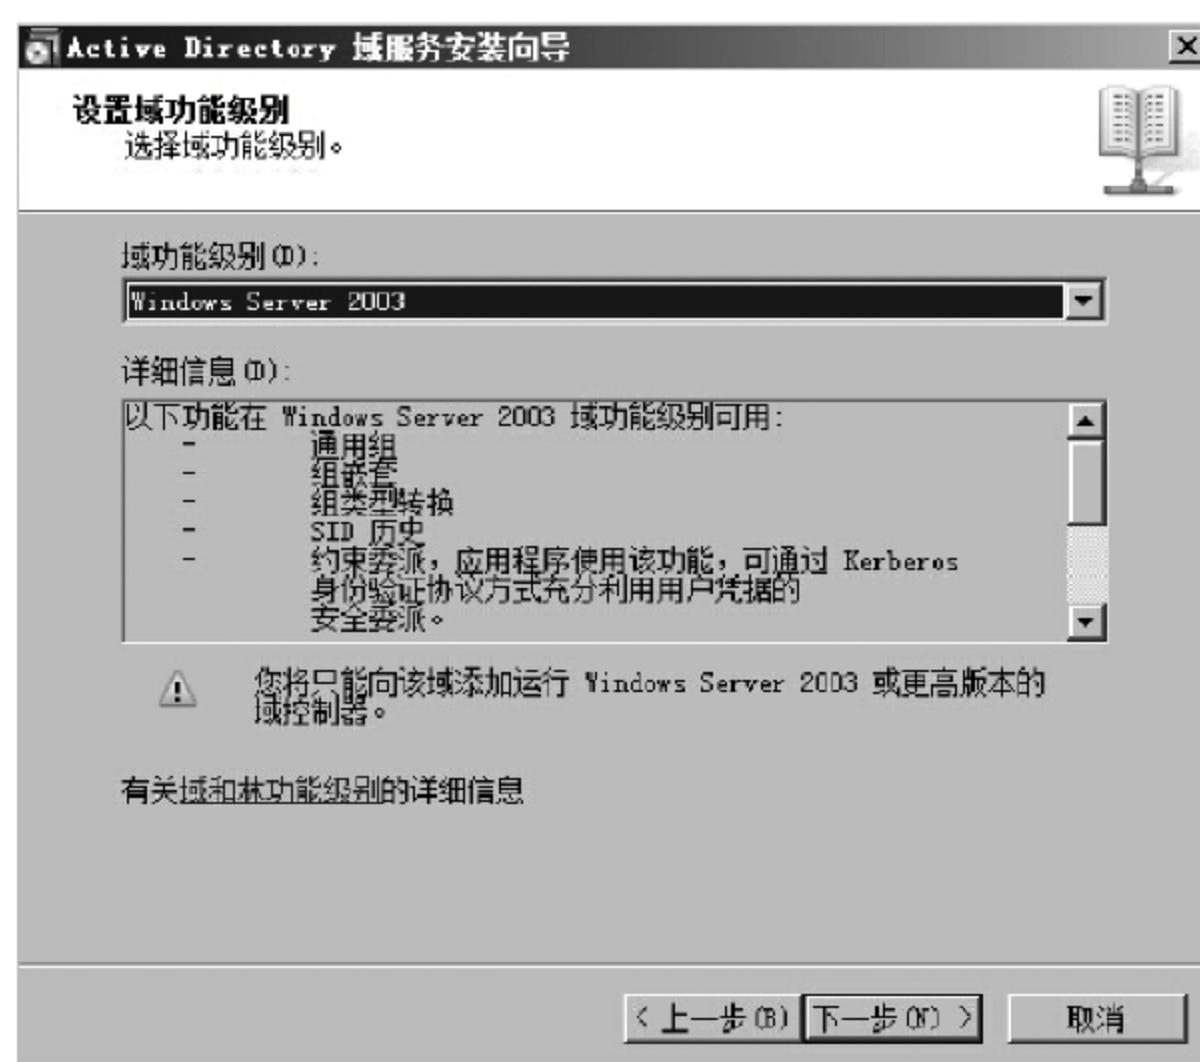 Active Directory 域服务安装向导
设置域功能级别
选择域功能级别。
域功能级别(D):
Windows Server 2003
详细信息(D):
以下功能在 Windows Server 2003 域功能级别可用:
- 通用组
- 组嵌套
- 组类型转换
- SID 历史
- 约束委派，应用程序使用该功能，可通过 Kerberos
身份验证协议方式充分利用用户凭据的
安全委派。
您将只能向该域添加运行 Windows Server 2003 或更高版本的
域控制器。
有关域和林功能级别的详细信息
< 上一步(B) 下一步(N) > 取消